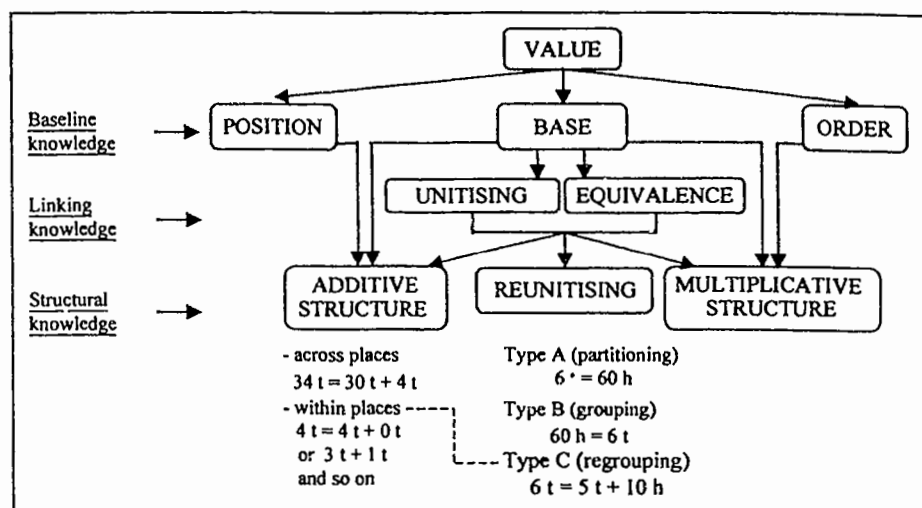 VALUE
Baseline
knowledge
POSITION
BASE
ORDER
Linking
knowledge
UNITISING
EQUIVALENCE
Structural
knowledge
ADDITIVE
STRUCTURE
REUNITISING
MULTIPLICATIVE
STRUCTURE
- across places
34 t = 30 t + 4 t
- within places
4 t = 4 t + 0 t
or 3 t + 1 t
and so on
Type A (partitioning)
6 = 60 h
Type B (grouping)
60 h = 6 t
Type C (regrouping)
6 t = 5 t + 10 h